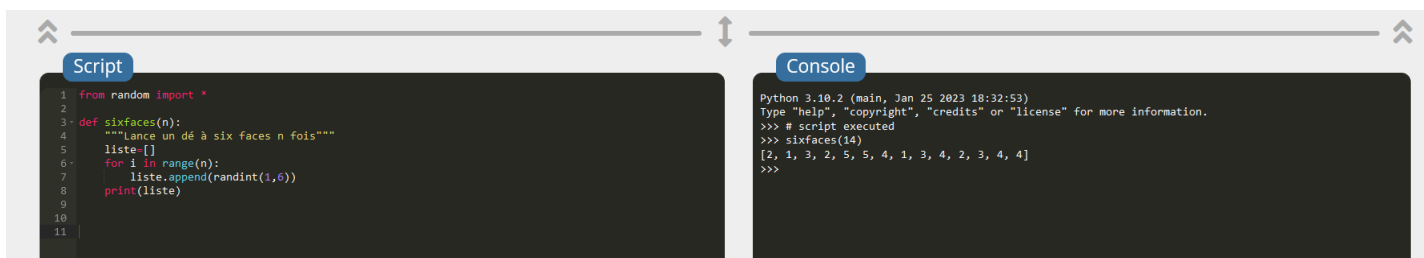 Script
1 from random import *
2
3 def sixfaces(n):
4     """Lance un dé à six faces n fois"""
5     liste=[]
6     for i in range(n):
7         liste.append(randint(1,6))
8     print(liste)
9
10
11
Console
Python 3.10.2 (main, Jan 25 2023 18:32:53)
Type "help", "copyright", "credits" or "license" for more information.
>>> # script executed
>>> sixfaces(14)
[2, 1, 3, 2, 5, 5, 4, 1, 3, 4, 2, 3, 4, 4]
>>>